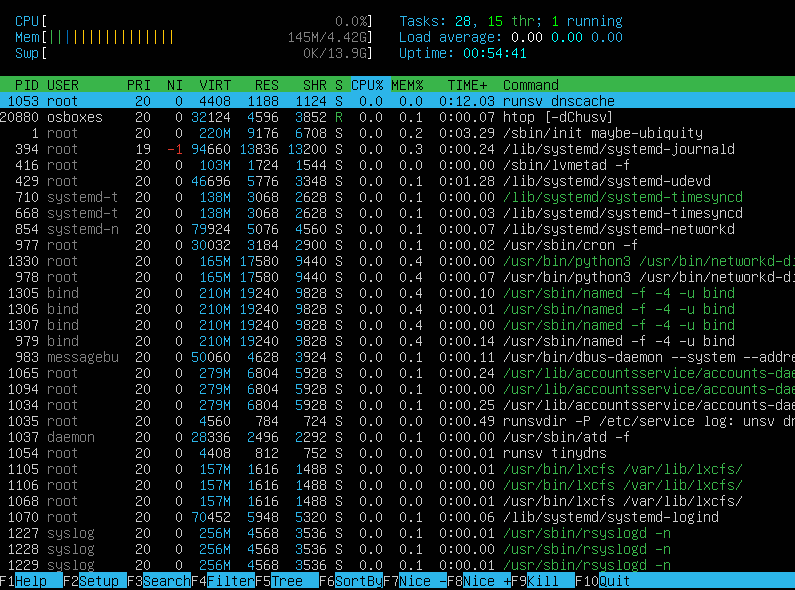 CPU[ 0.0%] Tasks: 28, 15 thr; 1 running
Mem[|||||||||||||||| 145M/4.42G] Load average: 0.00 0.00 0.00
Swp[ 0K/13.9G] Uptime: 00:54:41
PID USER PRI NI VIRT RES SHR S CPU% MEM% TIME+ Command
1053 root 20 0 4408 1188 1124 S 0.0 0.0 0:12.03 runsv dnscache
20880 osboxes 20 0 32124 4596 3852 R 0.0 0.1 0:00.07 htop [-dChusv]
1 root 20 0 220M 9176 6708 S 0.0 0.2 0:03.29 /sbin/init maybe-ubiquity
394 root 19 -1 94660 13836 13200 S 0.0 0.3 0:00.24 /lib/systemd/systemd-journald
416 root 20 0 103M 1724 1544 S 0.0 0.0 0:00.00 /sbin/lvmetad -f
429 root 20 0 46696 5776 3348 S 0.0 0.1 0:01.28 /lib/systemd/systemd-udevd
710 systemd-t 20 0 138M 3068 2628 S 0.0 0.1 0:00.00 /lib/systemd/systemd-timesyncd
668 systemd-t 20 0 138M 3068 2628 S 0.0 0.1 0:00.03 /lib/systemd/systemd-timesyncd
854 systemd-n 20 0 79924 5076 4560 S 0.0 0.1 0:00.07 /lib/systemd/systemd-networkd
977 root 20 0 30032 3184 2900 S 0.0 0.1 0:00.02 /usr/sbin/cron -f
1330 root 20 0 165M 17580 9440 S 0.0 0.4 0:00.00 /usr/bin/python3 /usr/bin/networkd-di
978 root 20 0 165M 17580 9440 S 0.0 0.4 0:00.07 /usr/bin/python3 /usr/bin/networkd-di
1305 bind 20 0 210M 19240 9828 S 0.0 0.4 0:00.10 /usr/sbin/named -f -4 -u bind
1306 bind 20 0 210M 19240 9828 S 0.0 0.4 0:00.01 /usr/sbin/named -f -4 -u bind
1307 bind 20 0 210M 19240 9828 S 0.0 0.4 0:00.00 /usr/sbin/named -f -4 -u bind
979 bind 20 0 210M 19240 9828 S 0.0 0.4 0:00.14 /usr/sbin/named -f -4 -u bind
983 messagebu 20 0 50060 4628 3924 S 0.0 0.1 0:00.11 /usr/bin/dbus-daemon --system --addre
1065 root 20 0 279M 6804 5928 S 0.0 0.1 0:00.24 /usr/lib/accountsservice/accounts-dae
1094 root 20 0 279M 6804 5928 S 0.0 0.1 0:00.00 /usr/lib/accountsservice/accounts-dae
1034 root 20 0 279M 6804 5928 S 0.0 0.1 0:00.25 /usr/lib/accountsservice/accounts-dae
1035 root 20 0 4560 784 724 S 0.0 0.0 0:00.49 runsvdir -P /etc/service log: unsv dn
1037 daemon 20 0 28336 2496 2292 S 0.0 0.1 0:00.00 /usr/sbin/atd -f
1054 root 20 0 4408 812 752 S 0.0 0.0 0:00.01 runsv tinydns
1105 root 20 0 157M 1616 1488 S 0.0 0.0 0:00.01 /usr/bin/lxcfs /var/lib/lxcfs/
1106 root 20 0 157M 1616 1488 S 0.0 0.0 0:00.00 /usr/bin/lxcfs /var/lib/lxcfs/
1068 root 20 0 157M 1616 1488 S 0.0 0.0 0:00.01 /usr/bin/lxcfs /var/lib/lxcfs/
1070 root 20 0 70452 5948 5320 S 0.0 0.1 0:00.06 /lib/systemd/systemd-logind
1227 syslog 20 0 256M 4568 3536 S 0.0 0.1 0:00.01 /usr/sbin/rsyslogd -n
1228 syslog 20 0 256M 4568 3536 S 0.0 0.1 0:00.00 /usr/sbin/rsyslogd -n
1229 syslog 20 0 256M 4568 3536 S 0.0 0.1 0:00.01 /usr/sbin/rsyslogd -n
F1Help F2Setup F3SearchF4FilterF5Tree F6SortByF7Nice -F8Nice +F9Kill F10Quit